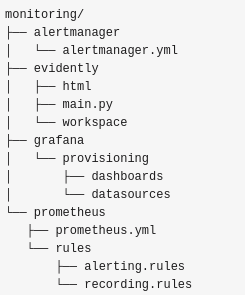 monitoring/
├── alertmanager
│   └── alertmanager.yml
├── evidently
│   ├── html
│   ├── main.py
│   └── workspace
├── grafana
│   └── provisioning
│       ├── dashboards
│       └── datasources
└── prometheus
   ├── prometheus.yml
   └── rules
       ├── alerting.rules
       └── recording.rules